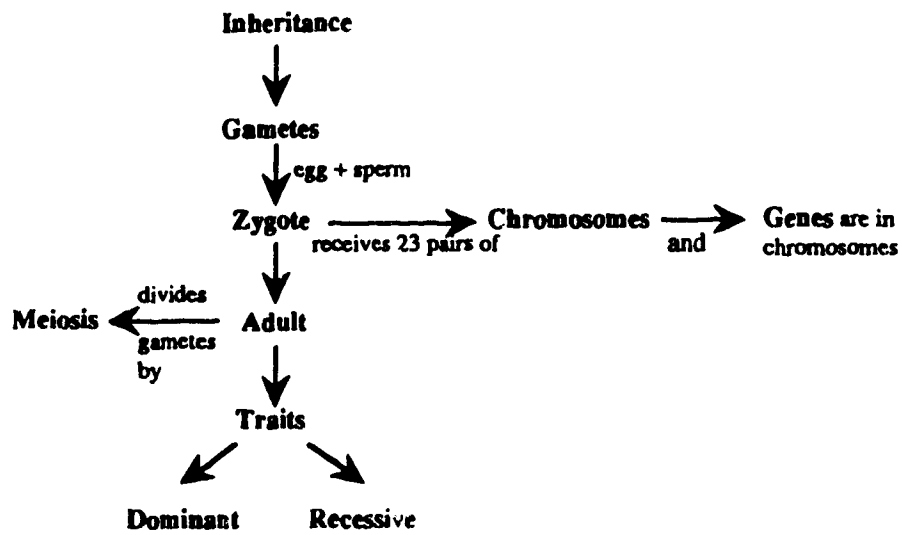 Inheritance
Gametes
egg + sperm
Zygote
receives 23 pairs of
Chromosomes
and
Genes are in
chromosomes
divides
Meiosis
gametes
by
Adult
Traits
Dominant
Recessive